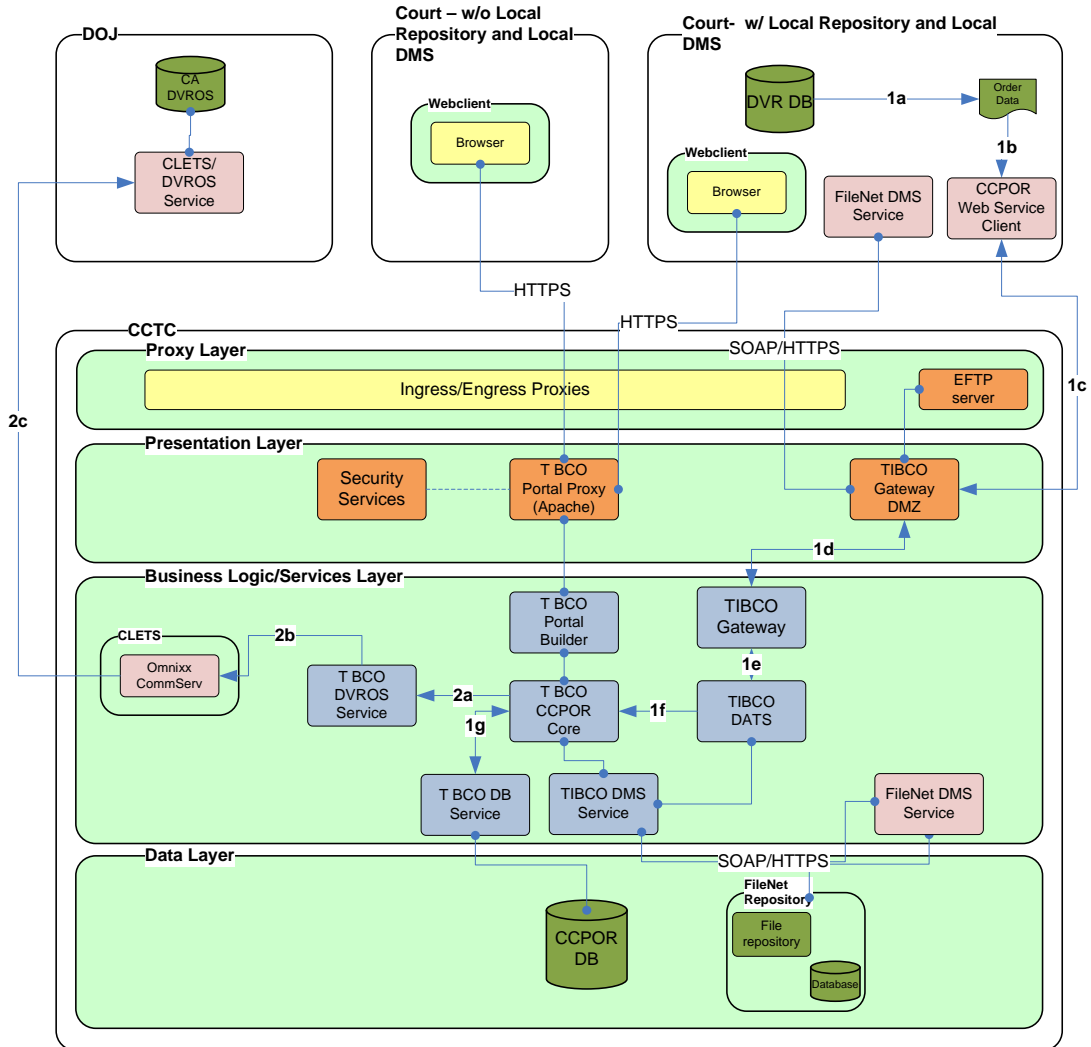 DOJ
CA
DVROS
CLETS/
DVROS
Service
Court – w/o Local
Repository and Local
DMS
Webclient
Browser
Court-  w/ Local Repository and Local
DMS
DVR DB
1a
Order
Data
1b
Webclient
Browser
FileNet DMS
Service
CCPOR
Web Service
Client
HTTPS
HTTPS
SOAP/HTTPS
1c
2c
CCTC
Proxy Layer
Ingress/Engress Proxies
EFTP
server
Presentation Layer
Security
Services
T BCO
Portal Proxy
(Apache)
TIBCO
Gateway
DMZ
1d
Business Logic/Services Layer
T BCO
Portal
Builder
TIBCO
Gateway
CLETS
Omnixx
CommServ
2b
T BCO
DVROS
Service
2a
T BCO
CCPOR
Core
1e
1f
TIBCO
DATS
1g
T BCO DB
Service
TIBCO DMS
Service
FileNet DMS
Service
Data Layer
SOAP/HTTPS
CCPOR
DB
FileNet
Repository
File
repository
Database